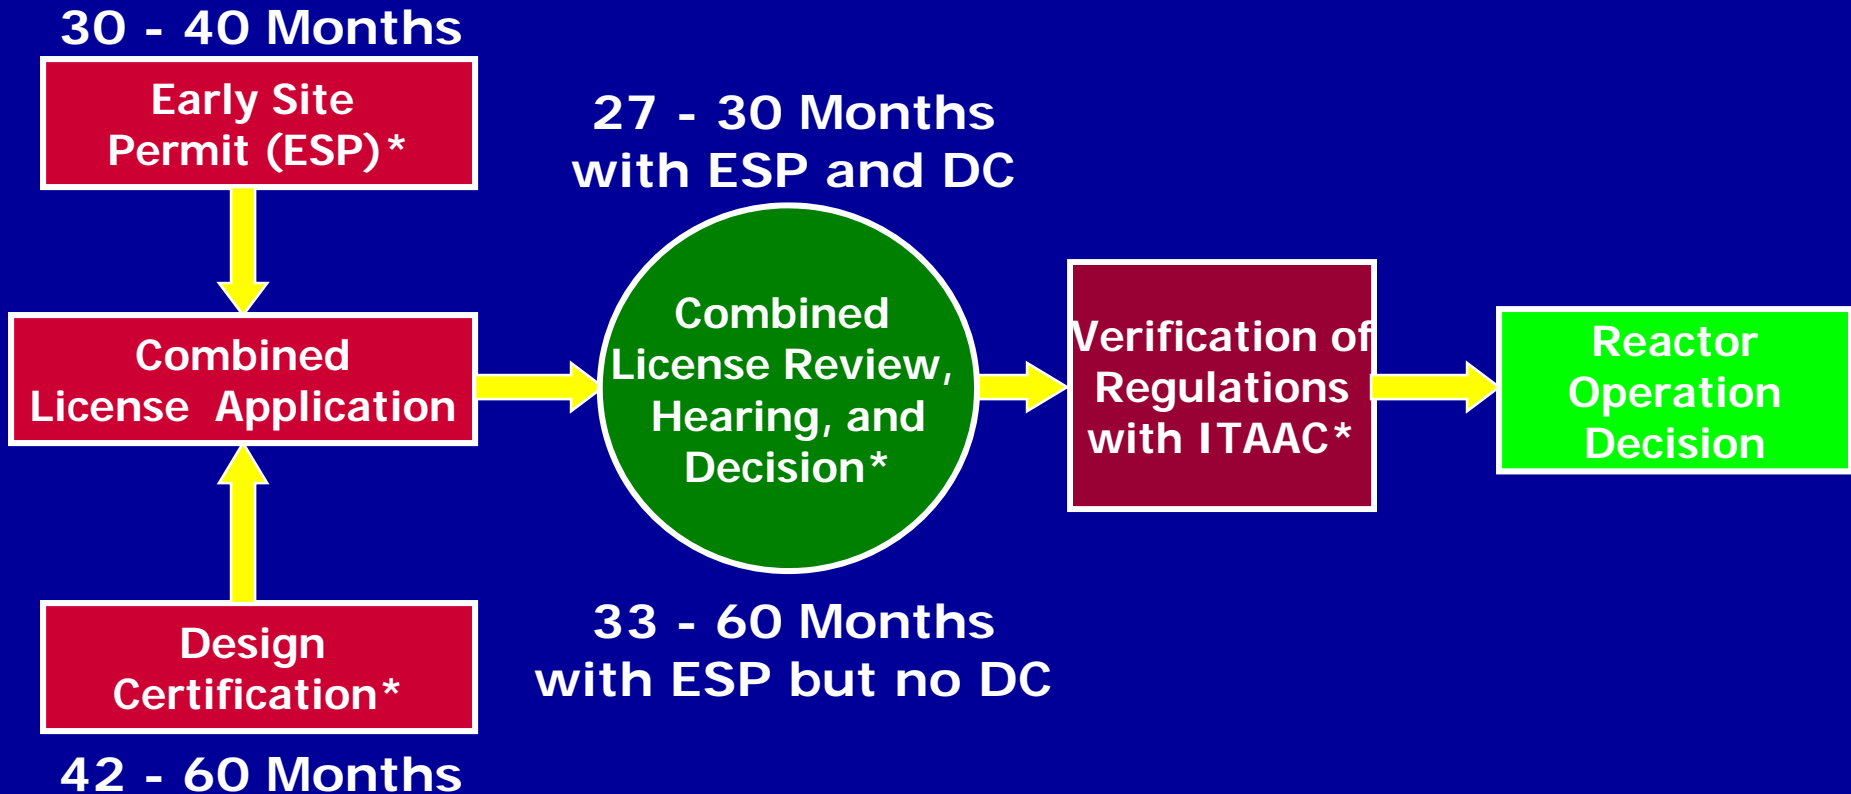 30 - 40 Months
Early Site
Permit (ESP)*
27 - 30 Months
with ESP and DC
Combined
License Application
Combined
License Review,
Hearing, and
Decision*
Verification of
Regulations
with ITAAC*
Reactor
Operation
Decision
Design
Certification*
42 - 60 Months
33 - 60 Months
with ESP but no DC